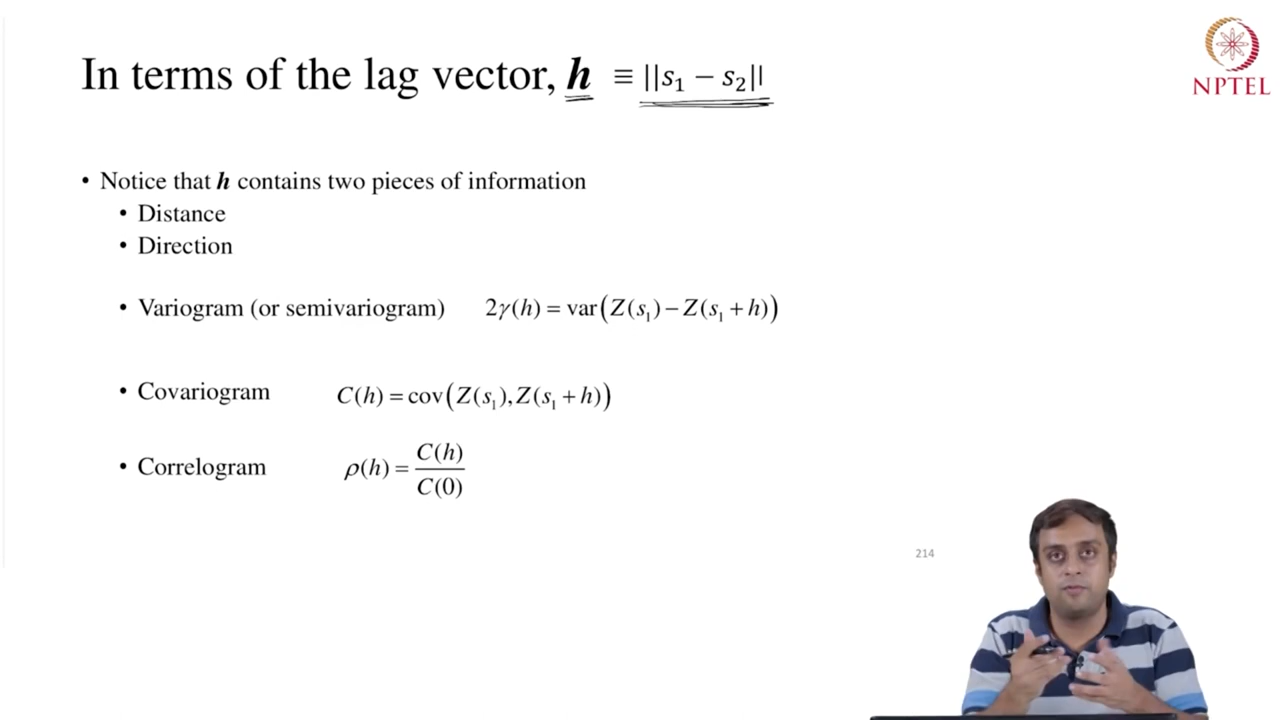 In terms of the lag vector, h ≡ ||s₁ − s₂||
NPTEL
• Notice that h contains two pieces of information
• Distance
• Direction
• Variogram (or semivariogram) 2γ(h) = var(Z(s₁) − Z(s₁ + h))
• Covariogram C(h) = cov(Z(s₁), Z(s₁ + h))
• Correlogram ρ(h) = C(h) / C(0)
214